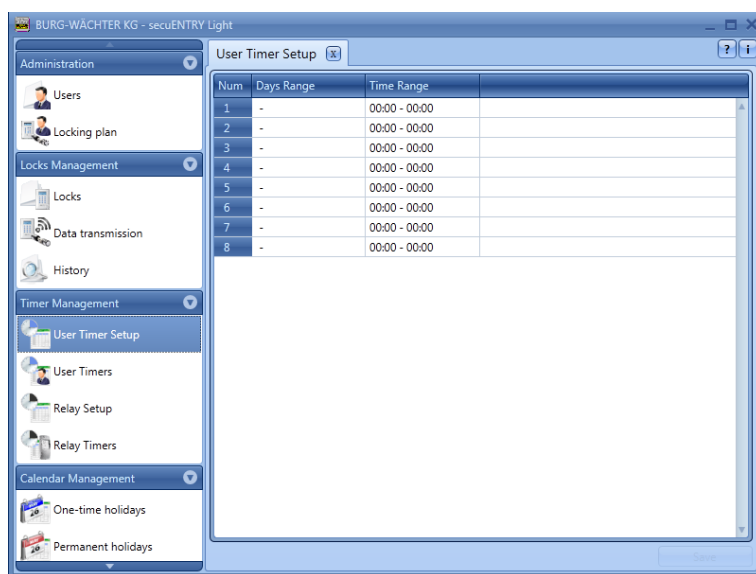 BURG-WÄCHTER KG - secuENTRY Light
Administration
Users
Locking plan
Locks Management
Locks
Data transmission
History
Timer Management
User Timer Setup
User Timers
Relay Setup
Relay Timers
Calendar Management
One-time holidays
Permanent holidays
User Timer Setup x
? i
Num Days Range Time Range
1 - 00:00 - 00:00
2 - 00:00 - 00:00
3 - 00:00 - 00:00
4 - 00:00 - 00:00
5 - 00:00 - 00:00
6 - 00:00 - 00:00
7 - 00:00 - 00:00
8 - 00:00 - 00:00
Save